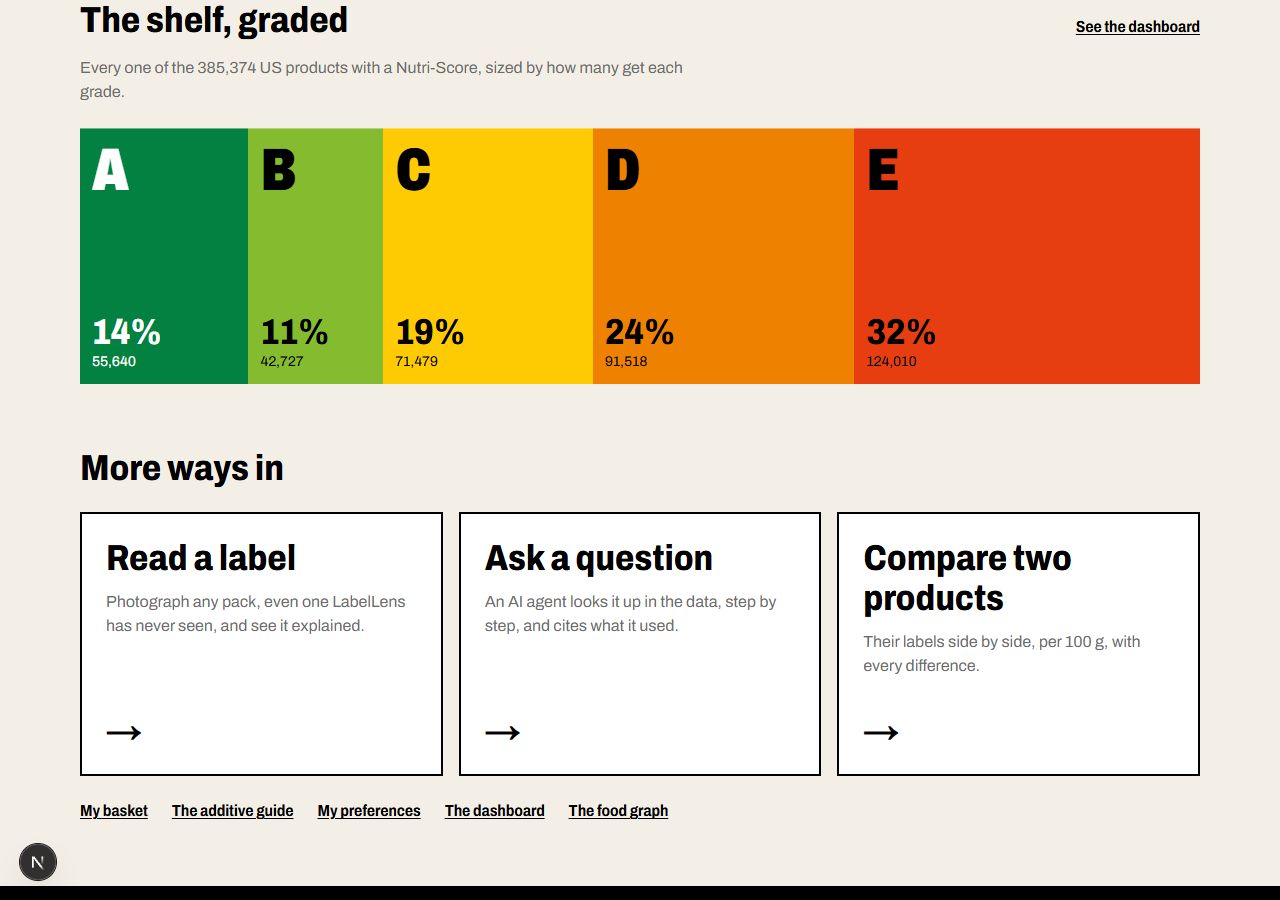 The shelf, graded
See the dashboard
Every one of the 385,374 US products with a Nutri-Score, sized by how many get each
grade.
A
B
C
D
E
14%
11%
19%
24%
32%
55,640
42,727
71,479
91,518
124,010
More ways in
Read a label
Photograph any pack, even one LabelLens
has never seen, and see it explained.
Ask a question
An AI agent looks it up in the data, step by
step, and cites what it used.
Compare two
products
Their labels side by side, per 100 g, with
every difference.
My basket
The additive guide
My preferences
The dashboard
The food graph
N